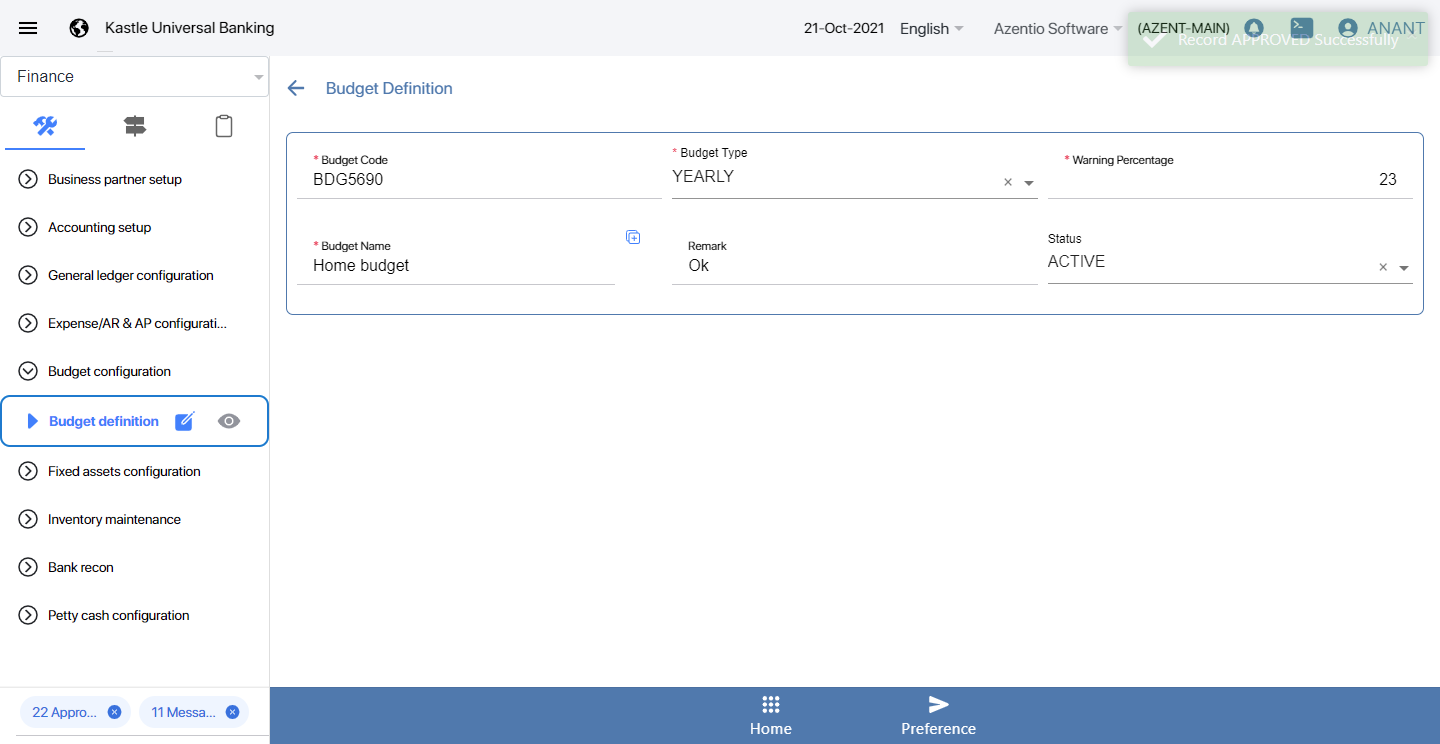 Kastle Universal Banking
21-Oct-2021
English
Azentio Software
(AZENT-MAIN)
ANANT
Record APPROVED Successfully
Finance
Business partner setup
Accounting setup
General ledger configuration
Expense/AR & AP configurati...
Budget configuration
Budget definition
Fixed assets configuration
Inventory maintenance
Bank recon
Petty cash configuration
22 Appro...
11 Messa...
Budget Definition
* Budget Code
BDG5690
* Budget Type
YEARLY
* Warning Percentage
23
* Budget Name
Home budget
Remark
Ok
Status
ACTIVE
Home
Preference